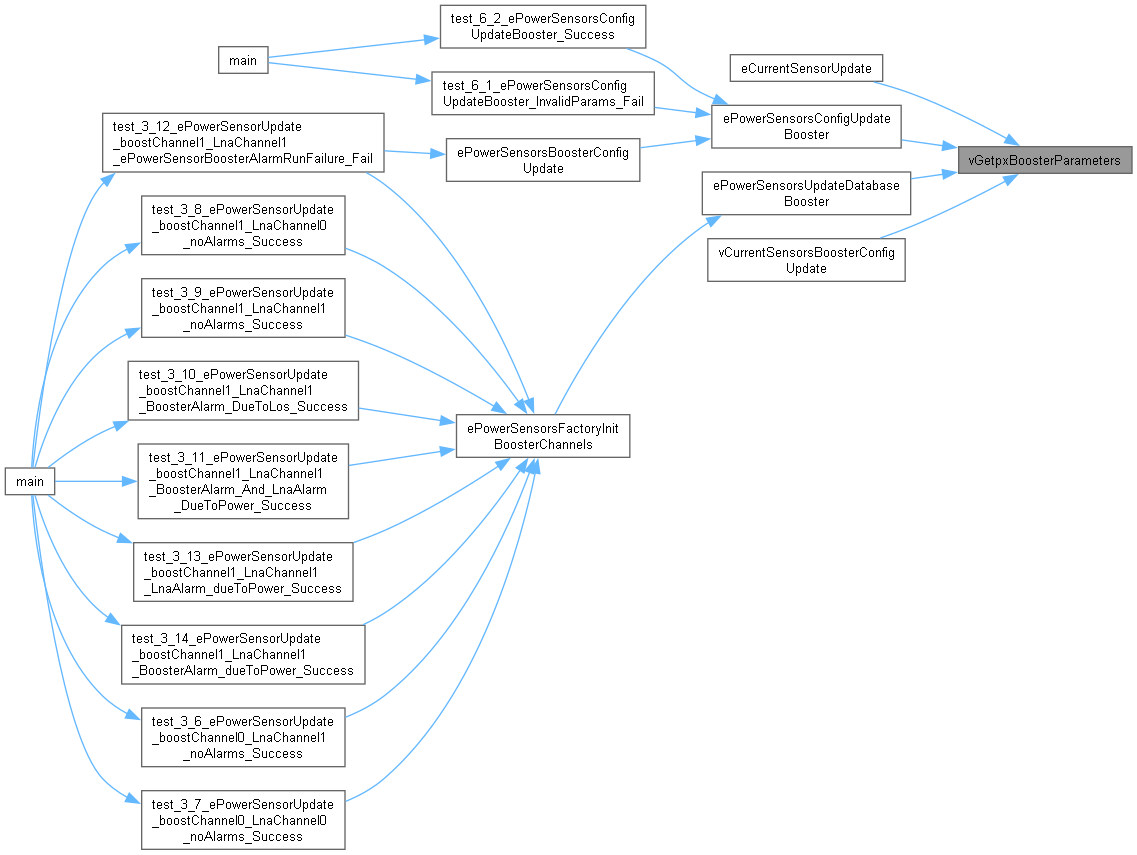 test_6_2_ePowerSensorsConfig
UpdateBooster_Success
main
eCurrentSensorUpdate
test_6_1_ePowerSensorsConfig
UpdateBooster_InvalidParams_Fail
ePowerSensorsConfigUpdate
Booster
test_3_12_ePowerSensorUpdate
_boostChannel1_LnaChannel1
_ePowerSensorBoosterAlarmRunFailure_Fail
ePowerSensorsBoosterConfig
Update
vGetpxBoosterParameters
ePowerSensorsUpdateDatabase
Booster
test_3_8_ePowerSensorUpdate
_boostChannel1_LnaChannel0
_noAlarms_Success
vCurrentSensorsBoosterConfig
Update
test_3_9_ePowerSensorUpdate
_boostChannel1_LnaChannel1
_noAlarms_Success
test_3_10_ePowerSensorUpdate
_boostChannel1_LnaChannel1
_BoosterAlarm_DueToLos_Success
ePowerSensorsFactoryInit
BoosterChannels
main
test_3_11_ePowerSensorUpdate
_boostChannel1_LnaChannel1
_BoosterAlarm_And_LnaAlarm
_DueToPower_Success
test_3_13_ePowerSensorUpdate
_boostChannel1_LnaChannel1
_LnaAlarm_dueToPower_Success
test_3_14_ePowerSensorUpdate
_boostChannel1_LnaChannel1
_BoosterAlarm_dueToPower_Success
test_3_6_ePowerSensorUpdate
_boostChannel0_LnaChannel1
_noAlarms_Success
test_3_7_ePowerSensorUpdate
_boostChannel0_LnaChannel0
_noAlarms_Success